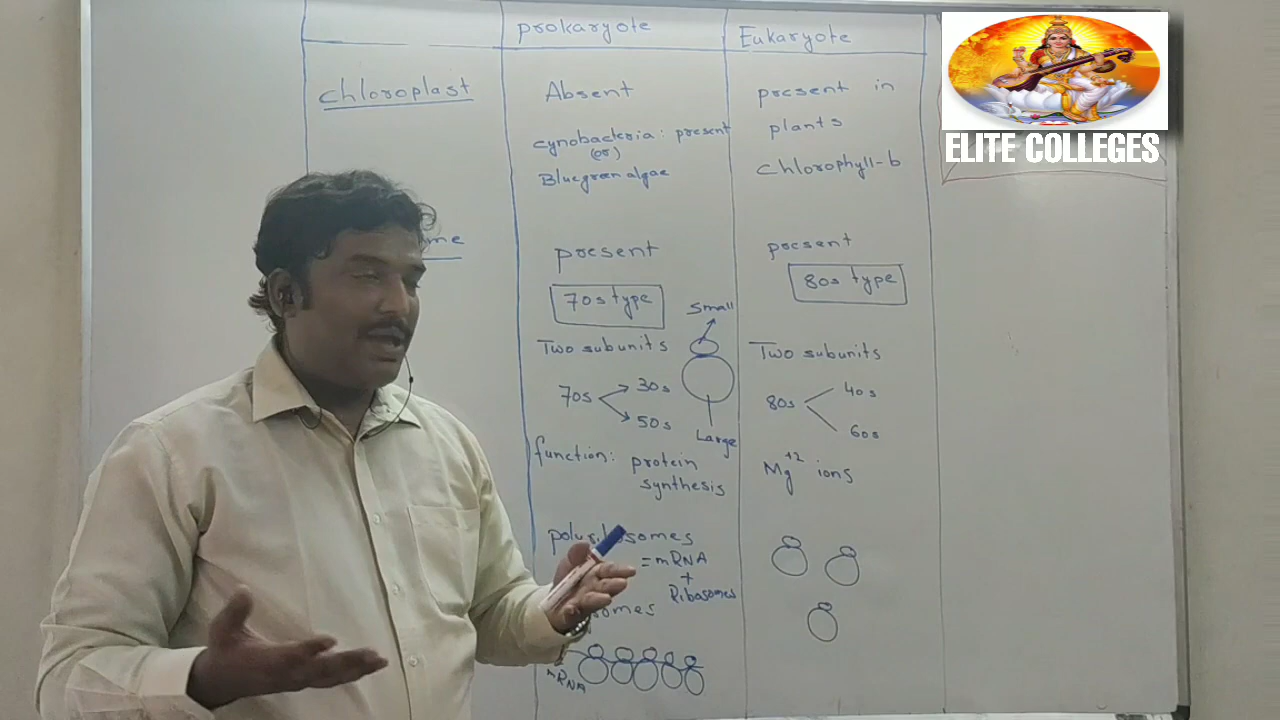 prokaryote
Eukaryote
ELITE COLLEGES
chloroplast
Absent
cynobacteria: present
(or)
Bluegreen algae
present in
plants
chlorophyll-b
present
70s type
Two subunits
70s
30s
50s
Small
Large
function: protein
synthesis
= mRNA
+
Ribosomes
mRNA
present
80s type
Two subunits
80s
40s
60s
Mg+2 ions